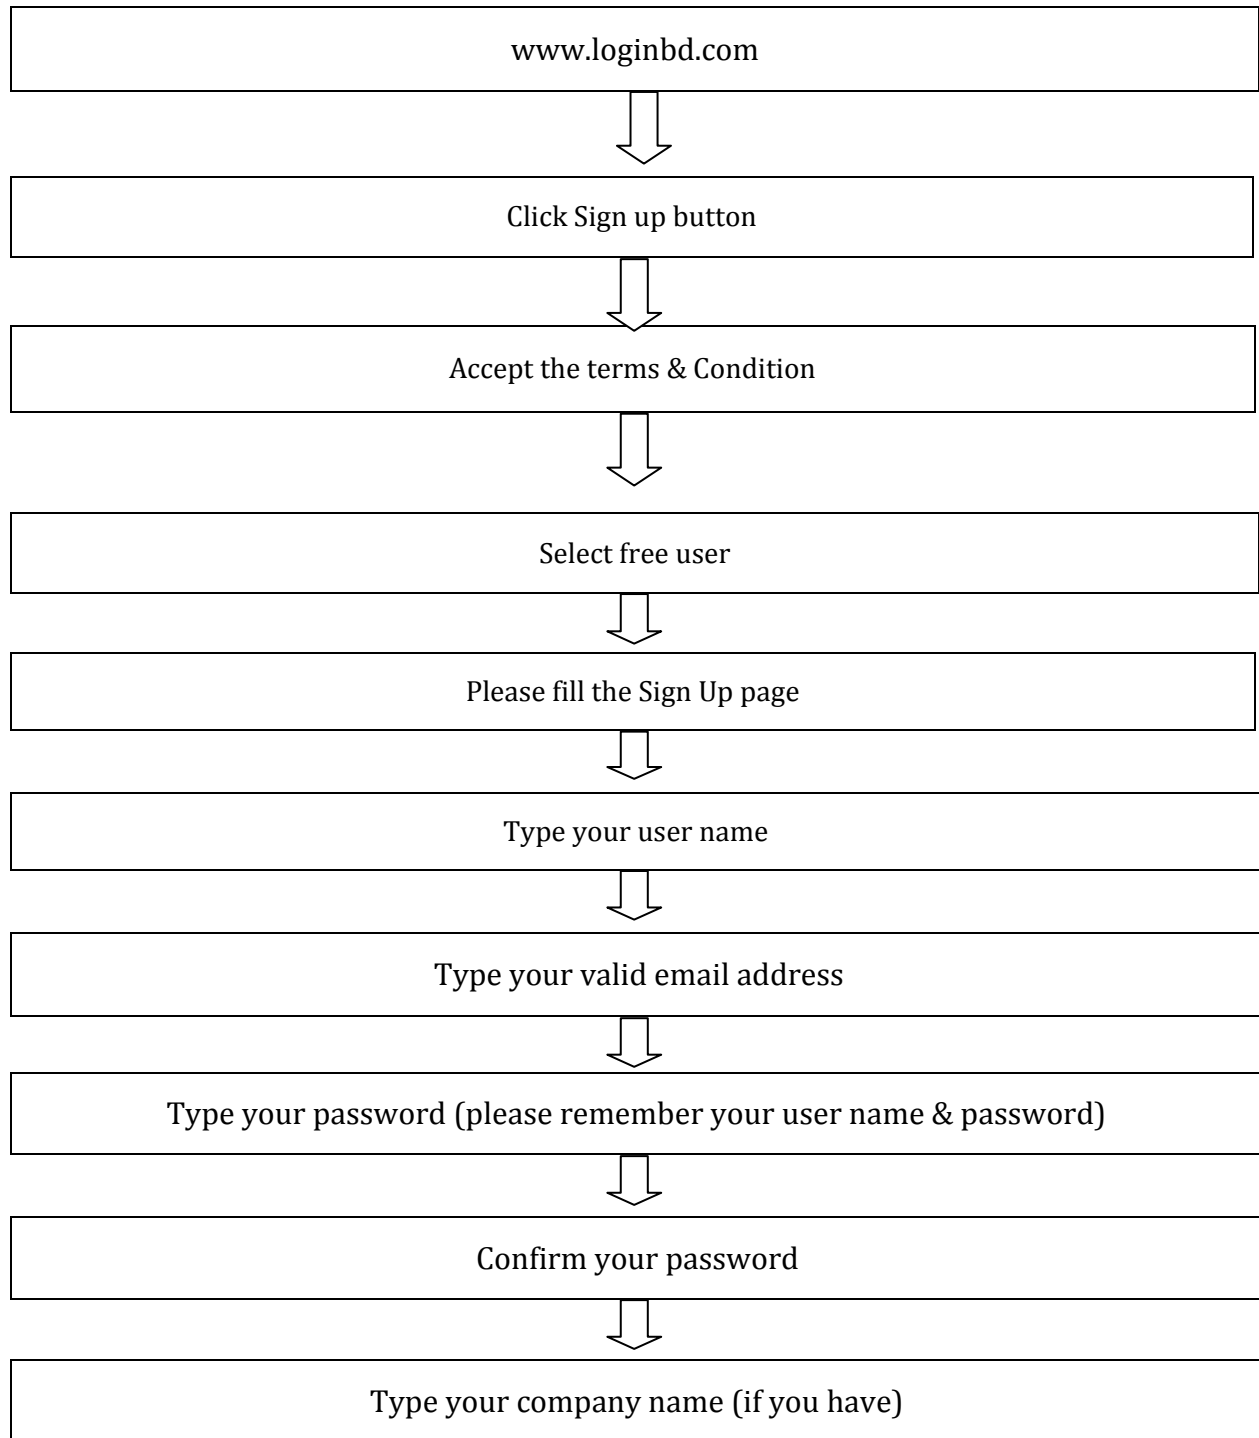 www.loginbd.com
Click Sign up button
Accept the terms & Condition
Select free user
Please fill the Sign Up page
Type your user name
Type your valid email address
Type your password (please remember your user name & password)
Confirm your password
Type your company name (if you have)